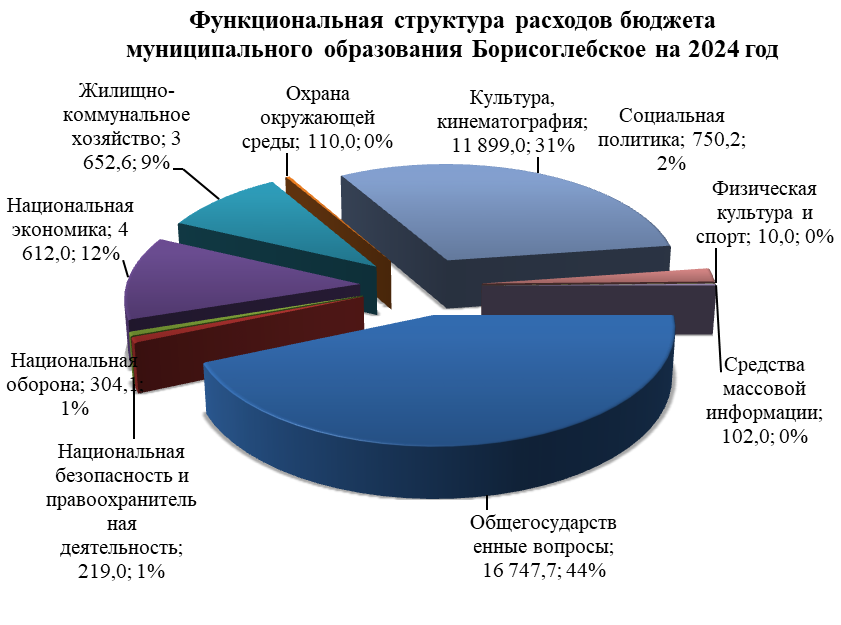 Функциональная структура расходов бюджета
муниципального образования Борисоглебское на 2024 год
Жилищно-
коммунальное
хозяйство; 3
652,6; 9%
Охрана
окружающей
среды; 110,0; 0%
Культура,
кинематография;
11 899,0; 31%
Социальная
политика; 750,2;
2%
Физическая
культура и
спорт; 10,0; 0%
Национальная
экономика; 4
612,0; 12%
Национальная
оборона; 304,1;
1%
Средства
массовой
информации;
102,0; 0%
Национальная
безопасность и
правоохранитель
ная
деятельность;
219,0; 1%
Общегосударств
енные вопросы;
16 747,7; 44%